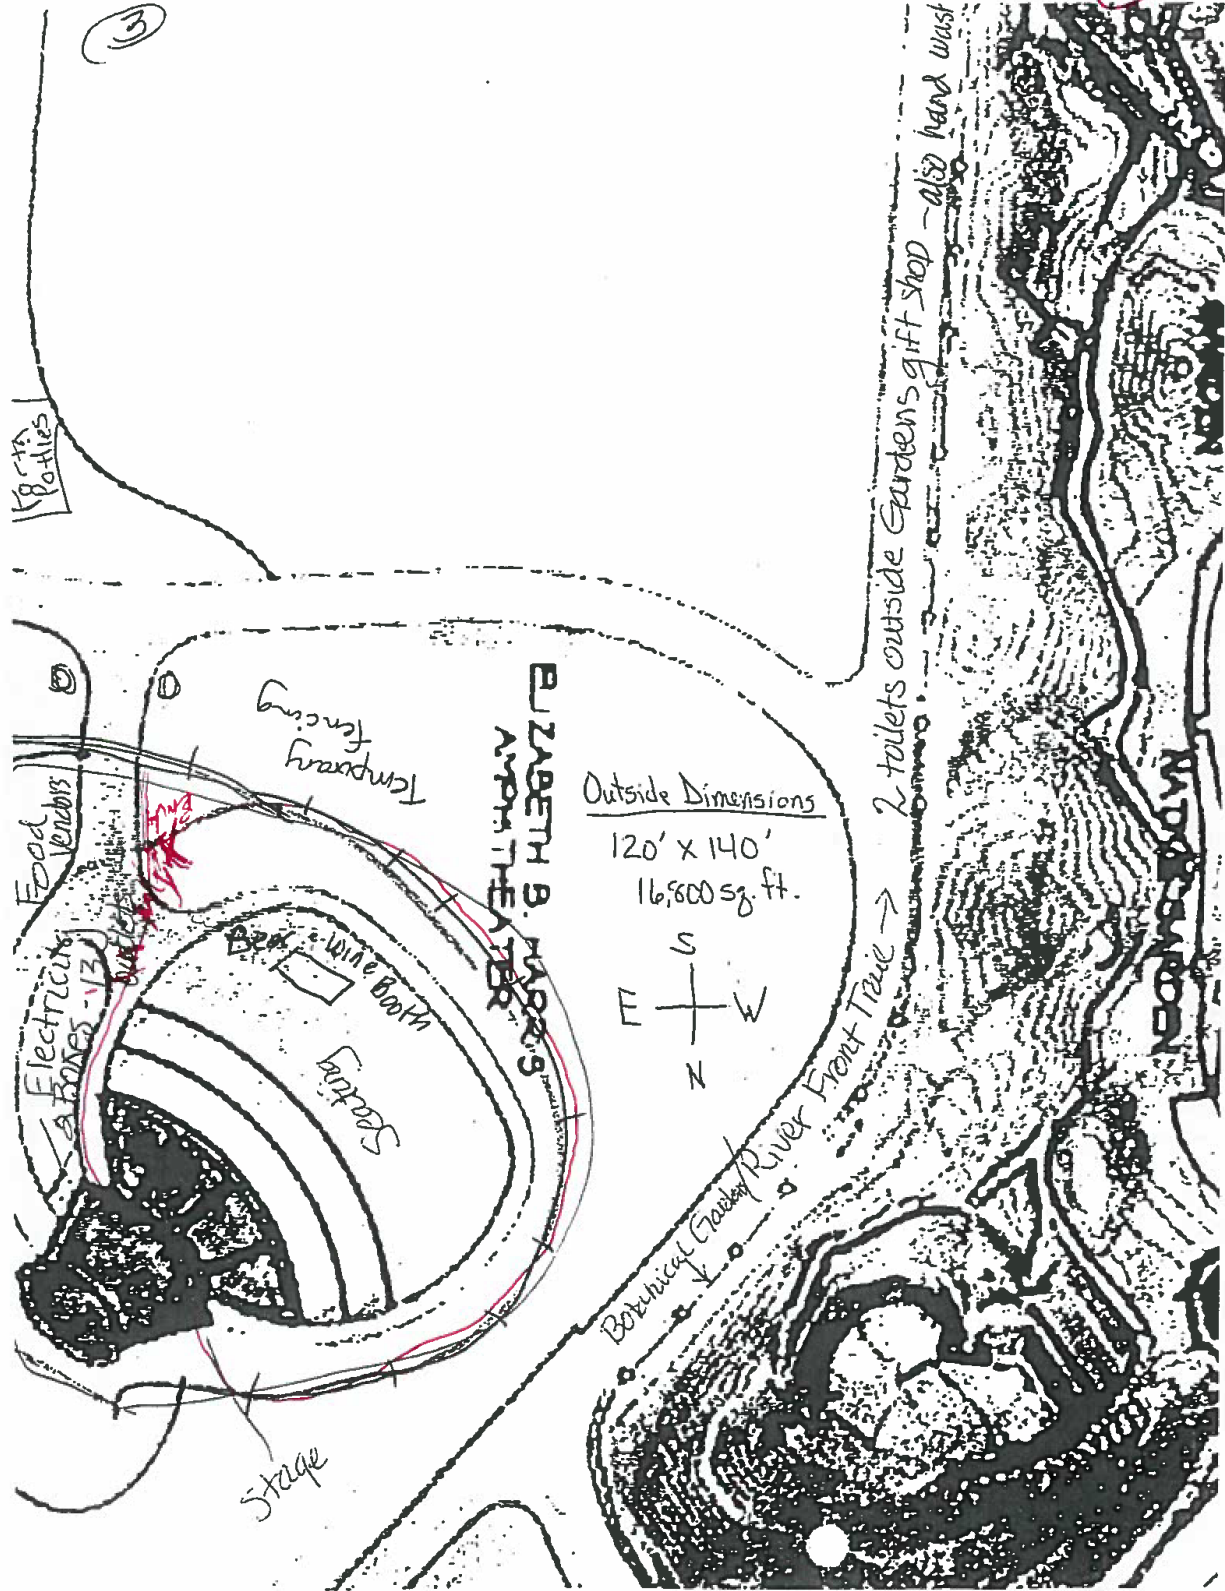 3
2 toilets outside Gardens gift shop - also hand wash
Porta
Potties
Temporary
fencing
ELIZABETH B. HARRIS
AMPHITHEATER
Outside Dimensions
120' x 140'
16,800 sq. ft.
S
E W
N
Food
Vendors
Electricity
Boxes
outlets
Beer & Wine Booth
Seating
Botanical Garden/River Front Trail →
Stage